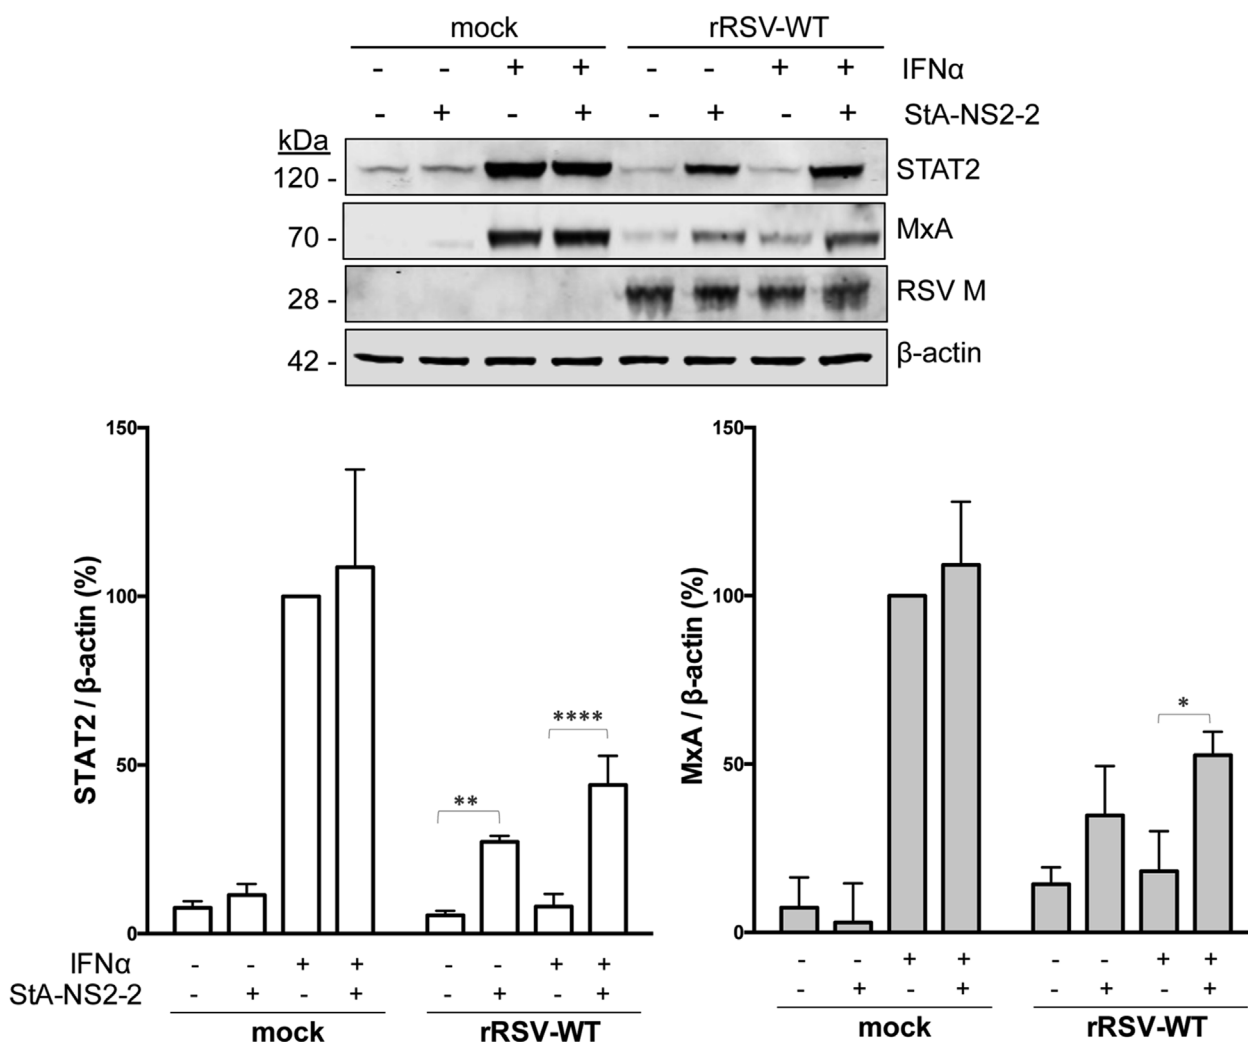 mock rRSV-WT
- - + + - - + + IFNα
- + - + - + - + StA-NS2-2
kDa
120 - STAT2
70 - MxA
28 - RSV M
42 - β-actin
150
100
50
0
STAT2 / β-actin (%)
**
****
IFNα - - + + - - + +
StA-NS2-2 - + - + - + - +
mock rRSV-WT
150
100
50
0
MxA / β-actin (%)
*
- - + + - - + +
- + - + - + - +
mock rRSV-WT